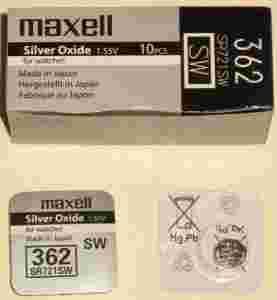 maxell
Silver Oxide 1.55V 10PCS.
for watches
Made in Japan
Hergestellt in Japan
Fabriqué au Japon
362
SR721SW
SW
maxell
Silver Oxide 1.55V
for watches
Made in Japan
SW
362
SR721SW
Hg,Pb